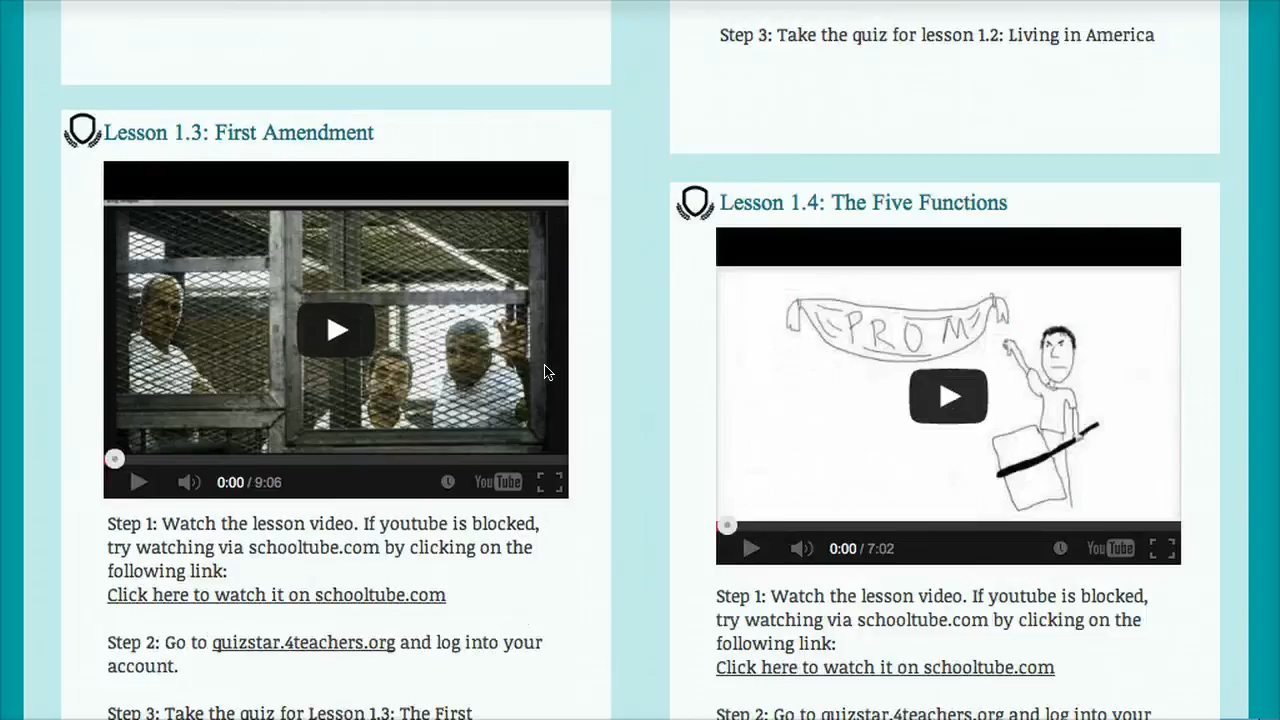 Step 3: Take the quiz for lesson 1.2: Living in America
Lesson 1.3: First Amendment
0:00 / 9:06
YouTube
Step 1: Watch the lesson video. If youtube is blocked,
try watching via schooltube.com by clicking on the
following link:
Click here to watch it on schooltube.com
Step 2: Go to quizstar.4teachers.org and log into your
account.
Step 3: Take the quiz for Lesson 1.3: The First
Lesson 1.4: The Five Functions
PROM
0:00 / 7:02
YouTube
Step 1: Watch the lesson video. If youtube is blocked,
try watching via schooltube.com by clicking on the
following link:
Click here to watch it on schooltube.com
Step 2: Go to quizstar.4teachers.org and log into your